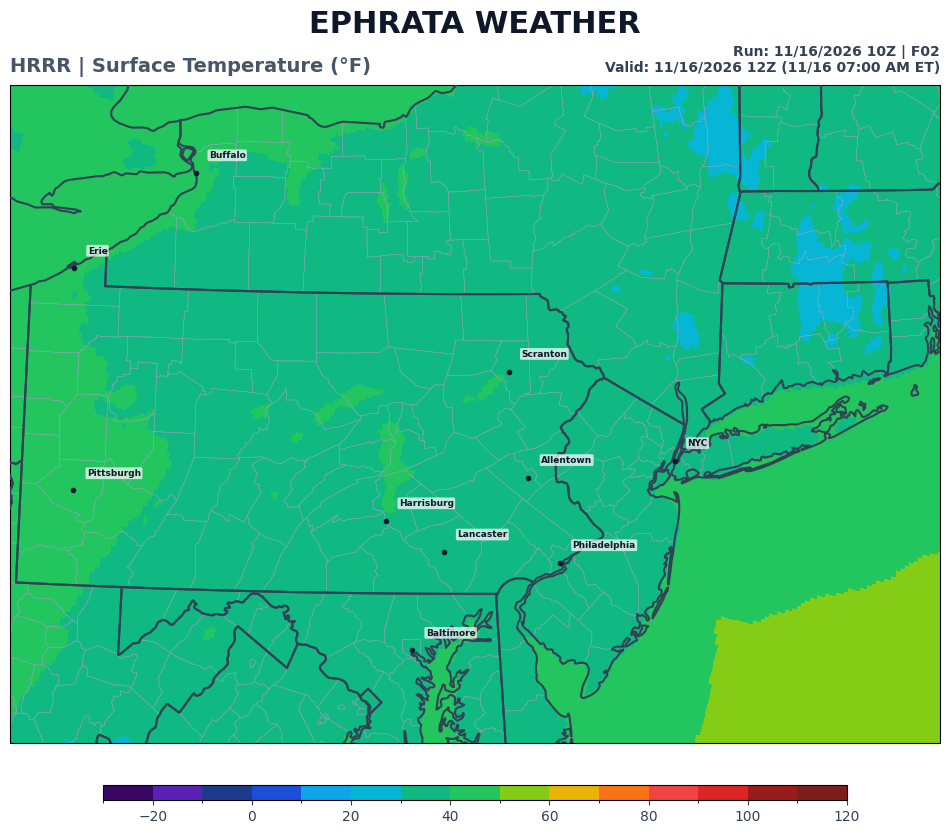 EPHRATA WEATHER
HRRR | Surface Temperature (°F)
Run: 11/16/2026 10Z | F02
Valid: 11/16/2026 12Z (11/16 07:00 AM ET)
Buffalo
Erie
Scranton
NYC
Allentown
Pittsburgh
Harrisburg
Lancaster
Philadelphia
Baltimore
−20 0 20 40 60 80 100 120